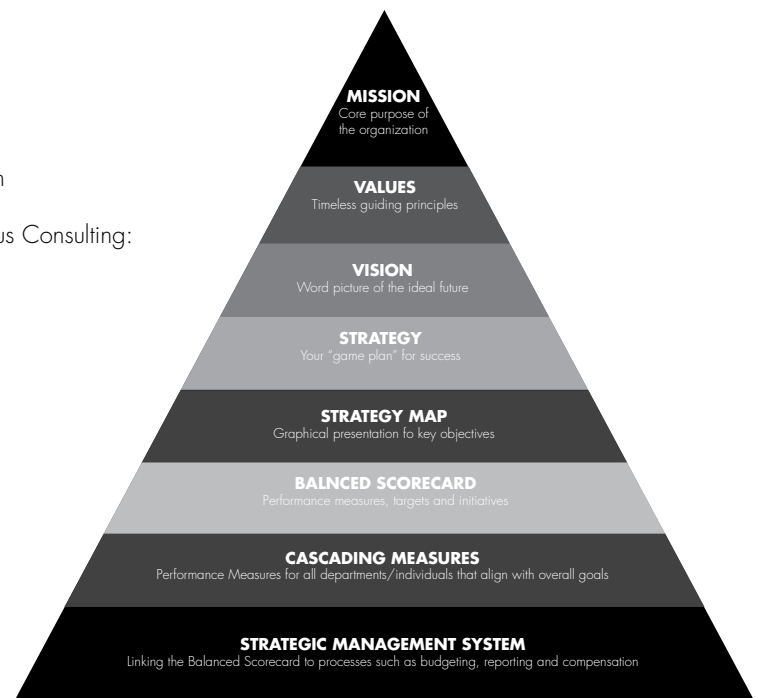 MISSION
Core purpose of
the organization
us Consulting:
VALUES
Timeless guiding principles
VISION
Word picture of the ideal future
STRATEGY
Your “game plan” for success
STRATEGY MAP
Graphical presentation fo key objectives
BALNCED SCORECARD
Performance measures, targets and initiatives
CASCADING MEASURES
Performance Measures for all departments/individuals that align with overall goals
STRATEGIC MANAGEMENT SYSTEM
Linking the Balanced Scorecard to processes such as budgeting, reporting and compensation